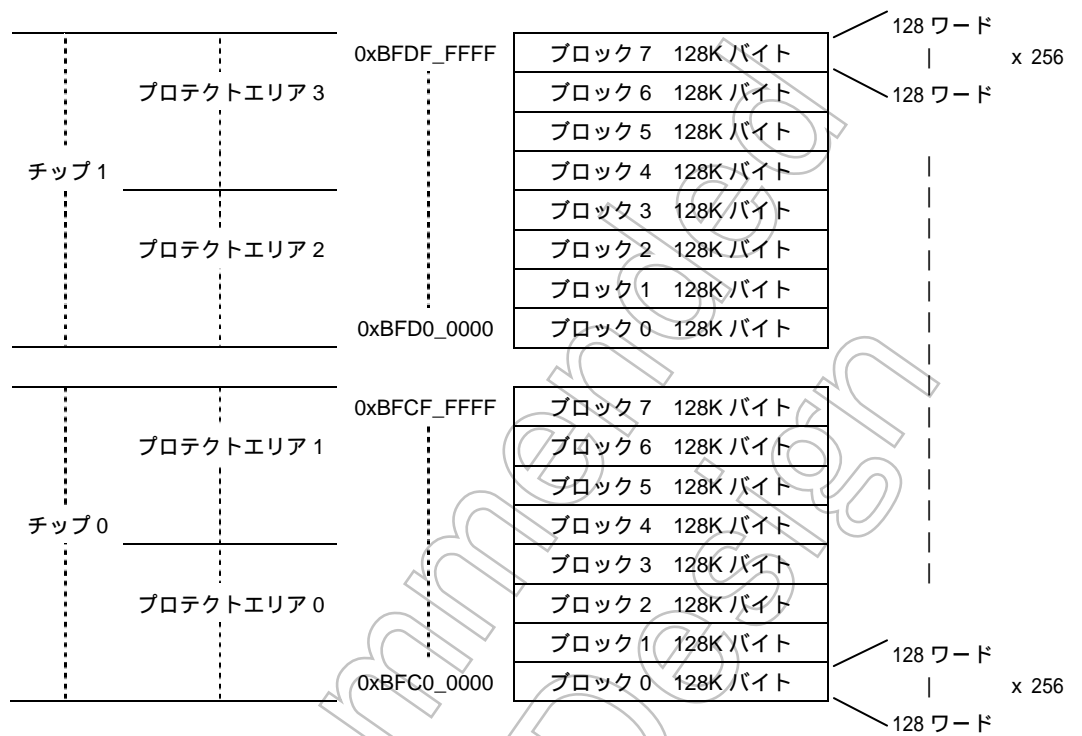 128 ワード
0xBFDF_FFFF ブロック 7 128K バイト | x 256
プロテクトエリア 3 ブロック 6 128K バイト 128 ワード
ブロック 5 128K バイト
チップ 1 ブロック 4 128K バイト
ブロック 3 128K バイト
プロテクトエリア 2 ブロック 2 128K バイト
ブロック 1 128K バイト
0xBFD0_0000 ブロック 0 128K バイト
0xBFCF_FFFF ブロック 7 128K バイト
プロテクトエリア 1 ブロック 6 128K バイト
ブロック 5 128K バイト
チップ 0 ブロック 4 128K バイト
ブロック 3 128K バイト
プロテクトエリア 0 ブロック 2 128K バイト
ブロック 1 128K バイト 128 ワード
0xBFC0_0000 ブロック 0 128K バイト | x 256
128 ワード